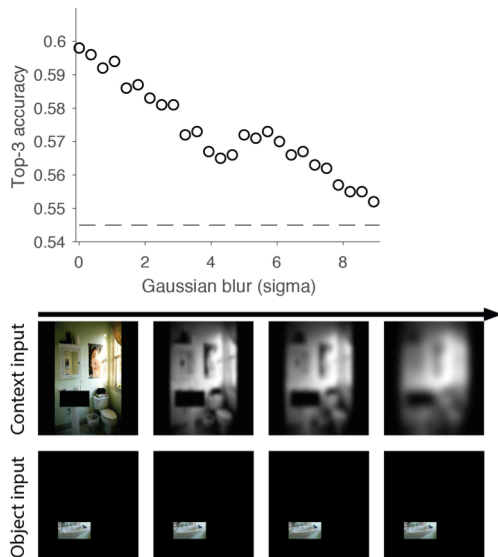 Top-3 accuracy
0.6
0.59
0.58
0.57
0.56
0.55
0.54
0 2 4 6 8
Gaussian blur (sigma)
Context input
Object input